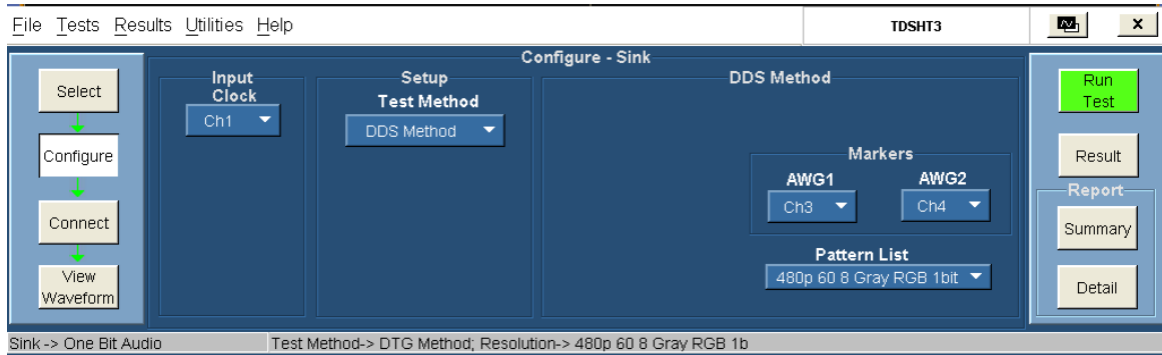 File Tests Results Utilities Help TDSHT3 x
Configure - Sink
Select
Configure
Connect
View
Waveform
Input
Clock
Ch1
Setup
Test Method
DDS Method
DDS Method
Markers
AWG1 AWG2
Ch3 Ch4
Pattern List
480p 60 8 Gray RGB 1bit
Run
Test
Result
Report
Summary
Detail
Sink -> One Bit Audio Test Method-> DTG Method; Resolution-> 480p 60 8 Gray RGB 1b